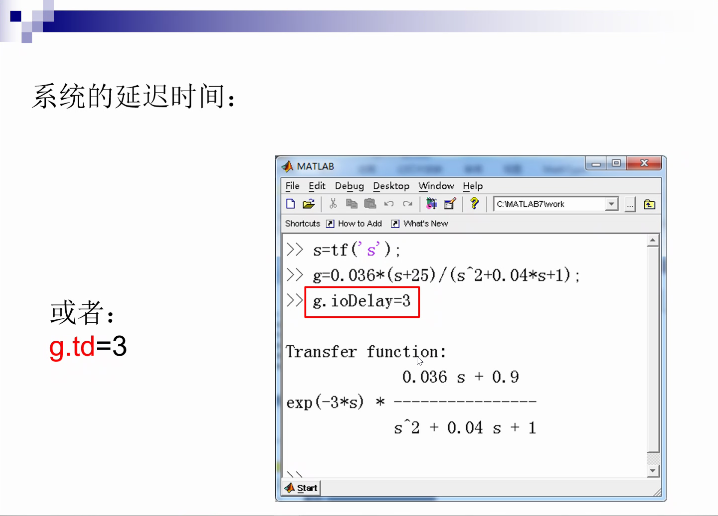 系统的延迟时间：
MATLAB
File Edit Debug Desktop Window Help
C:\MATLAB7\work
...
Shortcuts How to Add What's New
>> s=tf('s');
>> g=0.036*(s+25)/(s^2+0.04*s+1);
>> g.ioDelay=3
或者：
g.td=3
Transfer function:
0.036 s + 0.9
exp(-3*s) * ----------------
s^2 + 0.04 s + 1
>>
Start